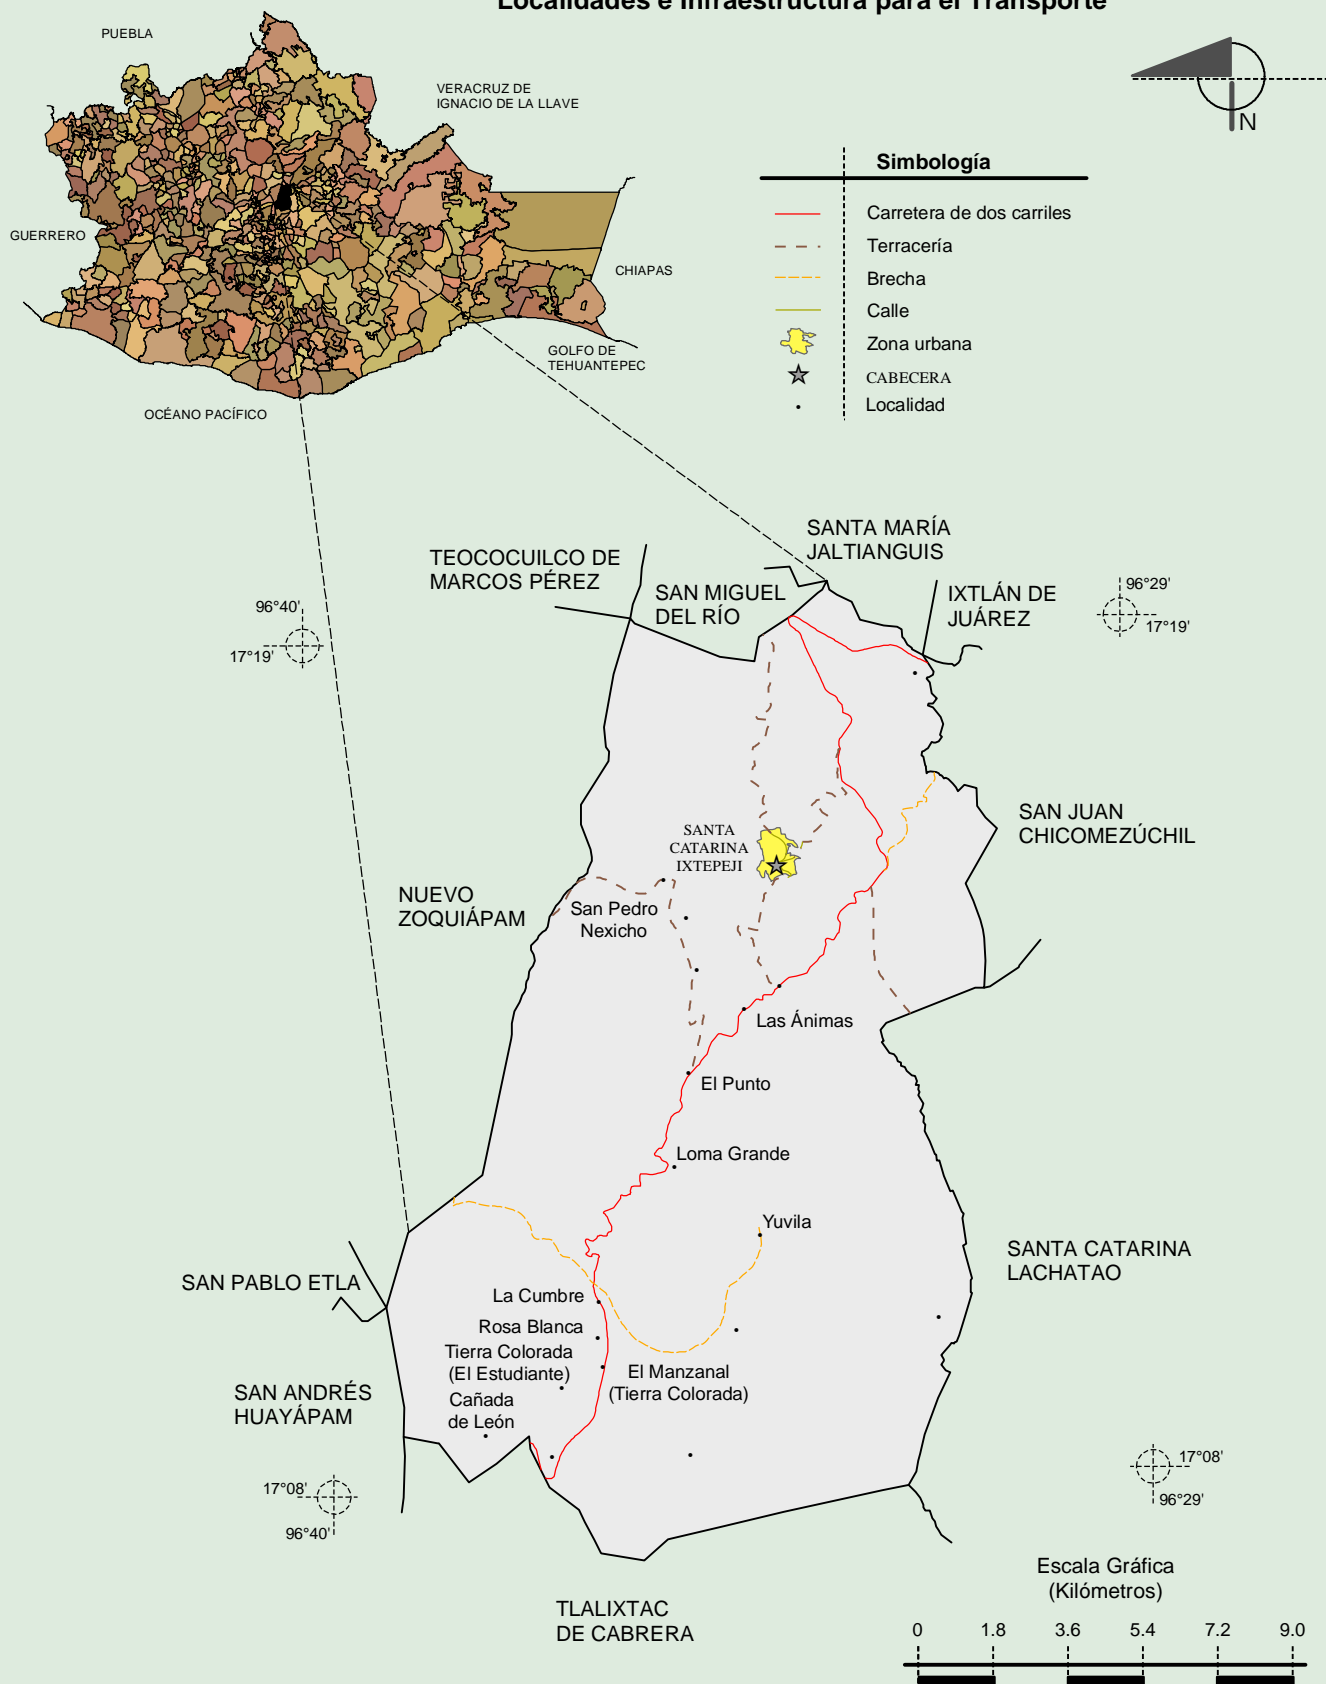 Localidades e Infraestructura para el Transporte
PUEBLA
VERACRUZ DE
IGNACIO DE LA LLAVE
GUERRERO
CHIAPAS
GOLFO DE
TEHUANTEPEC
OCÉANO PACÍFICO
N
Simbología
Carretera de dos carriles
Terracería
Brecha
Calle
Zona urbana
CABECERA
Localidad
SANTA MARÍA
JALTIANGUIS
TEOCOCUILCO DE
MARCOS PÉREZ
SAN MIGUEL
DEL RÍO
IXTLÁN DE
JUÁREZ
96°40'
17°19'
96°29'
17°19'
SAN JUAN
CHICOMEZÚCHIL
SANTA
CATARINA
IXTEPEJI
NUEVO
ZOQUIÁPAM
San Pedro
Nexicho
Las Ánimas
El Punto
Loma Grande
Yuvila
SANTA CATARINA
LACHATAO
SAN PABLO ETLA
La Cumbre
Rosa Blanca
Tierra Colorada
(El Estudiante)
El Manzanal
(Tierra Colorada)
Cañada
de León
SAN ANDRÉS
HUAYÁPAM
17°08'
96°40'
17°08'
96°29'
TLALIXTAC
DE CABRERA
Escala Gráfica
(Kilómetros)
0 1.8 3.6 5.4 7.2 9.0